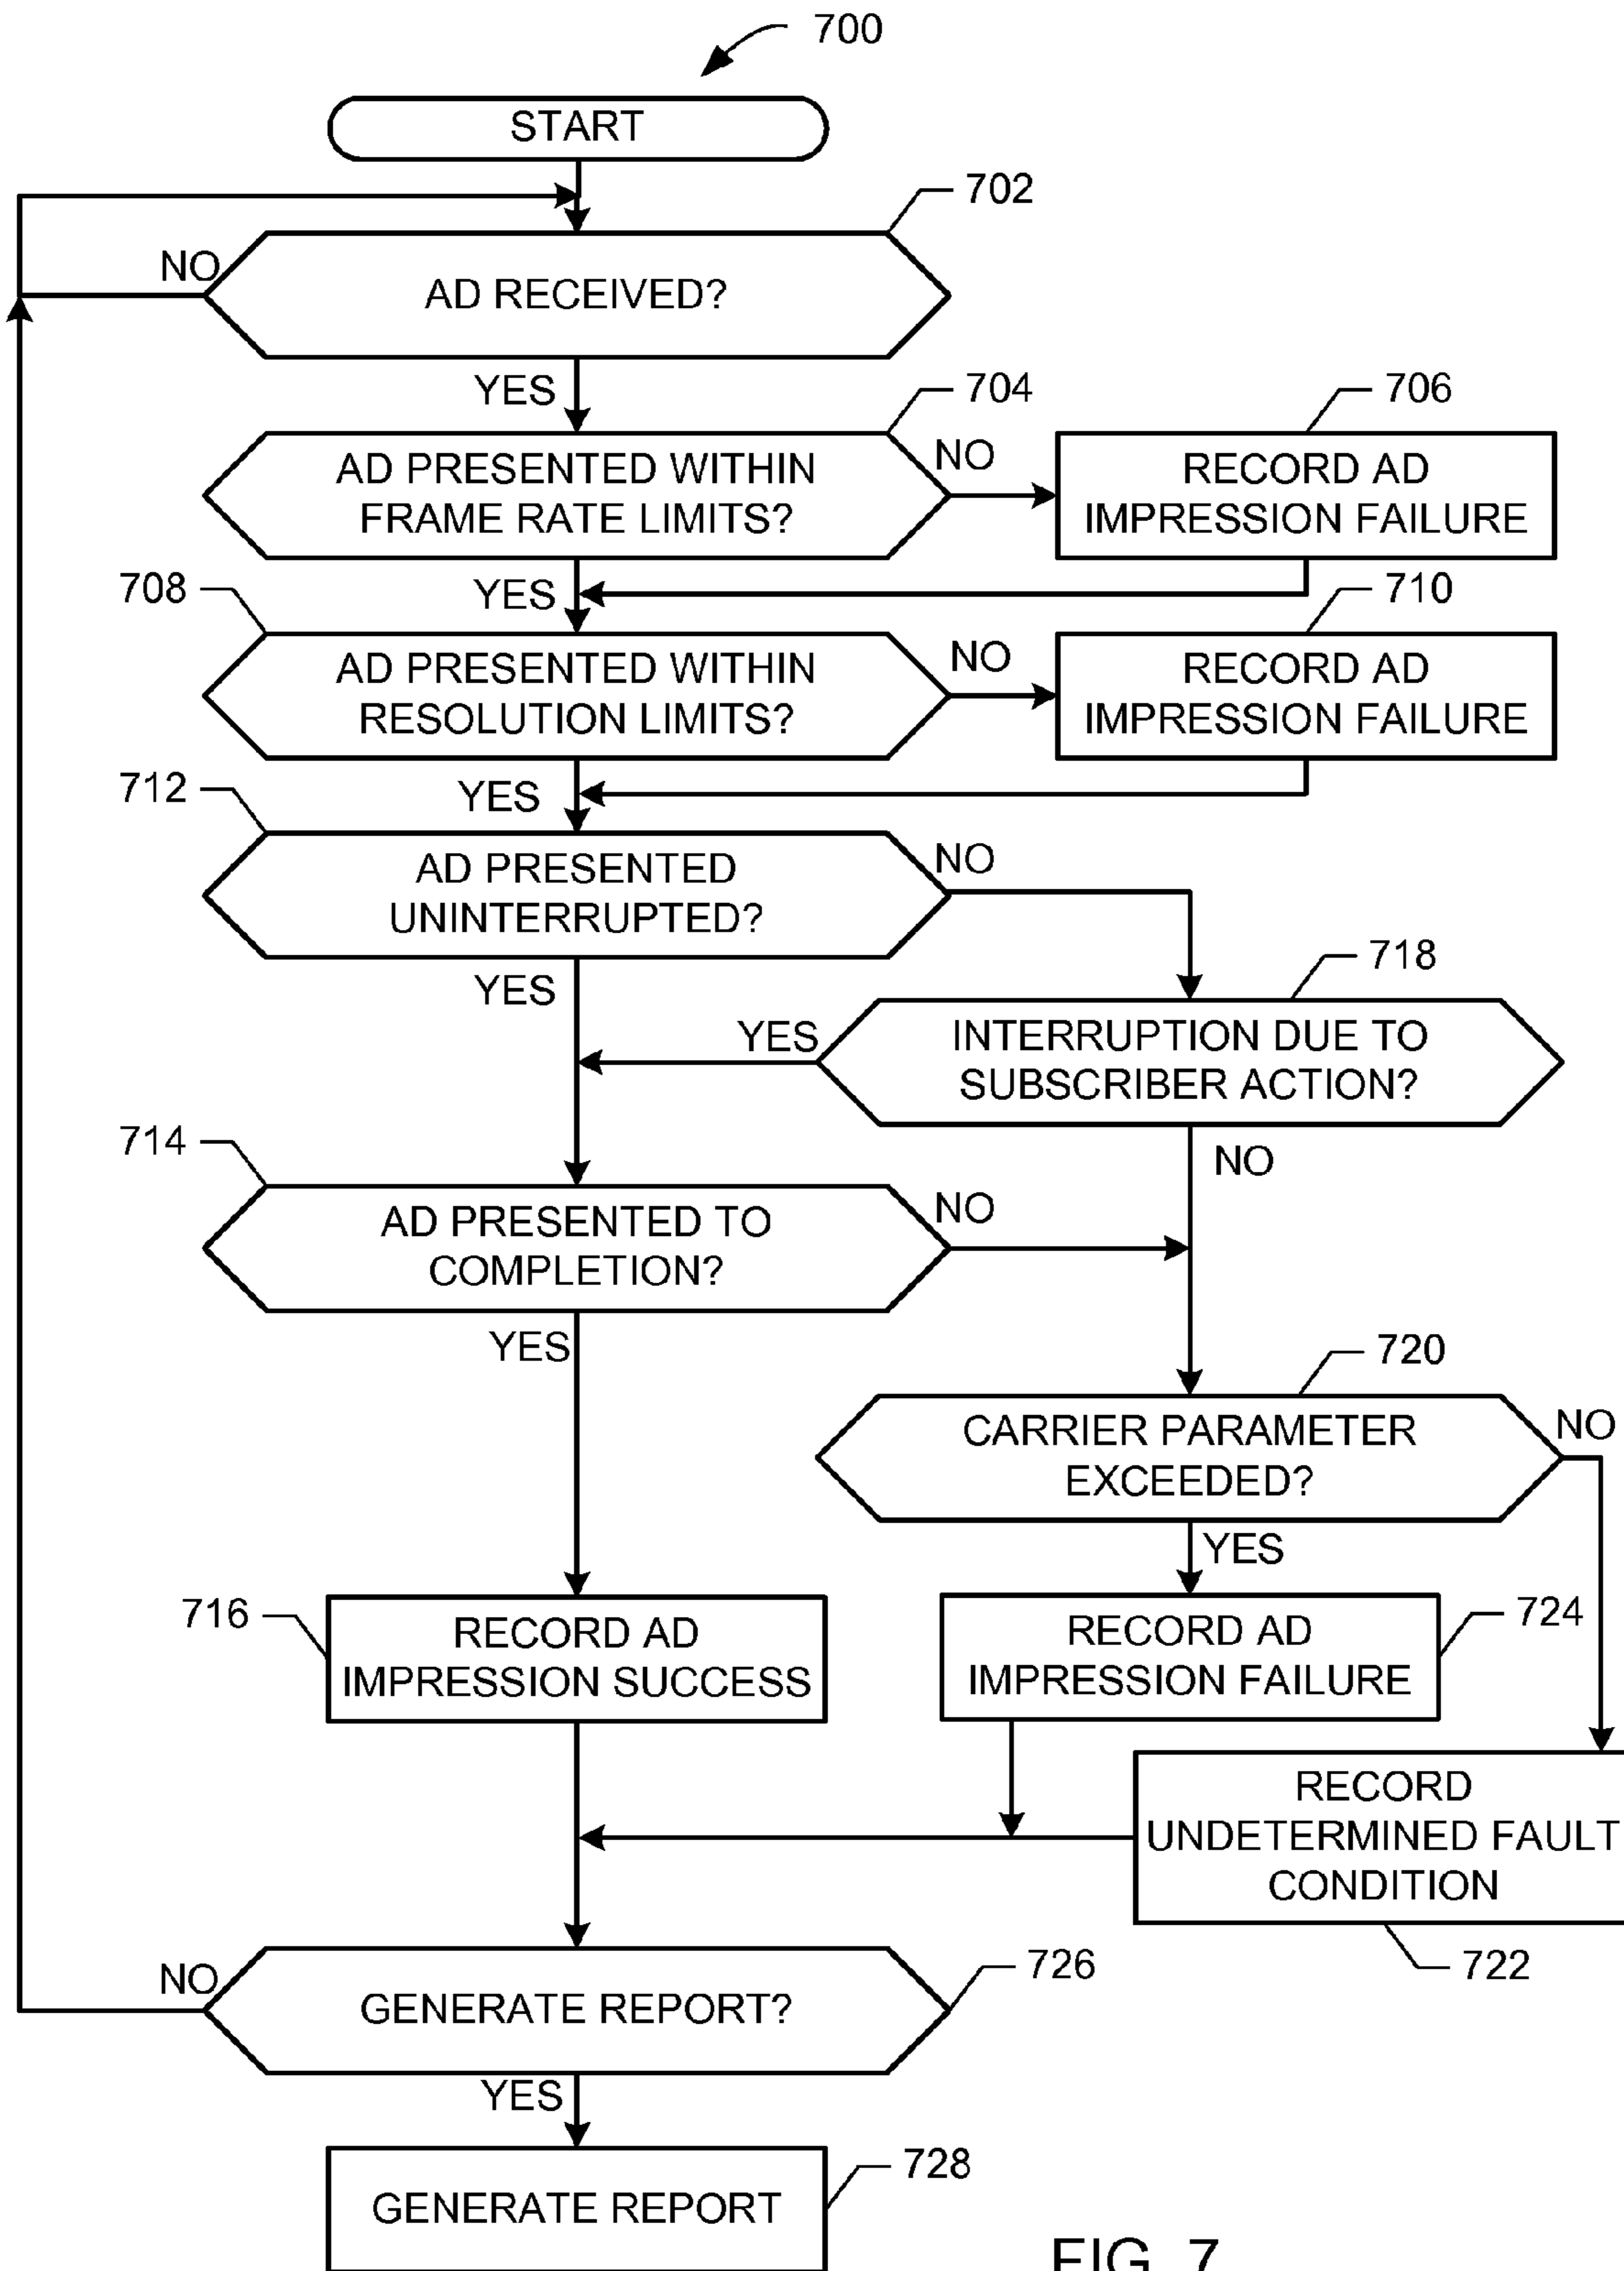 700
START
702
NO
AD RECEIVED?
YES
704
706
AD PRESENTED WITHIN
FRAME RATE LIMITS?
NO
RECORD AD
IMPRESSION FAILURE
708
YES
710
AD PRESENTED WITHIN
RESOLUTION LIMITS?
NO
RECORD AD
IMPRESSION FAILURE
712
YES
AD PRESENTED
UNINTERRUPTED?
NO
718
YES
YES
INTERRUPTION DUE TO
SUBSCRIBER ACTION?
714
NO
AD PRESENTED TO
COMPLETION?
NO
YES
720
CARRIER PARAMETER
EXCEEDED?
NO
YES
716
RECORD AD
IMPRESSION SUCCESS
RECORD AD
IMPRESSION FAILURE
724
RECORD
UNDETERMINED FAULT
CONDITION
722
NO
726
GENERATE REPORT?
YES
728
GENERATE REPORT
FIG. 7